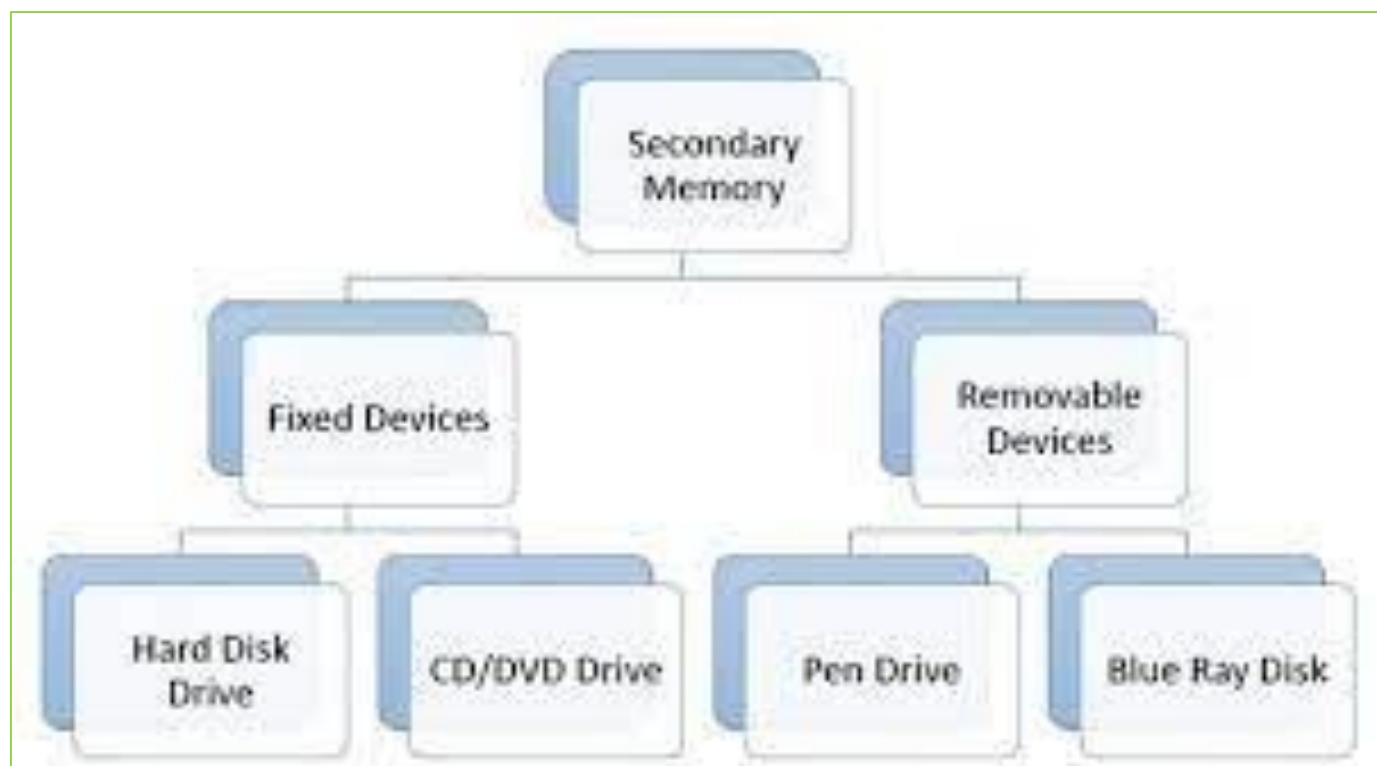 Secondary
Memory
Fixed Devices
Removable
Devices
Hard Disk
Drive
CD/DVD Drive
Pen Drive
Blue Ray Disk